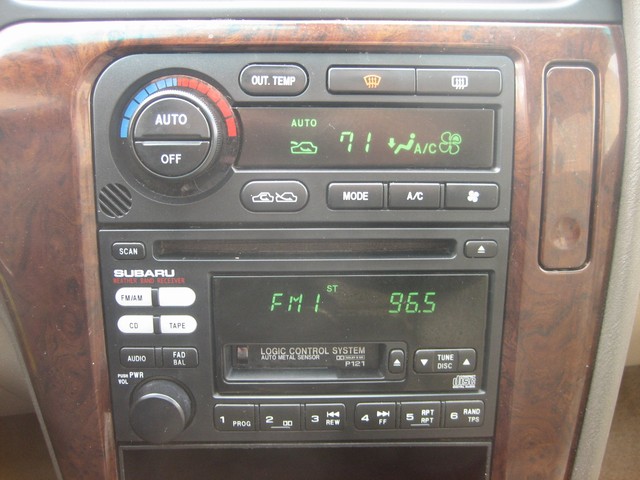 OUT. TEMP
AUTO
OFF
AUTO
71
A/C
MODE
A/C
SCAN
SUBARU
WEATHER BAND RECEIVER
FM/AM
CD
TAPE
AUDIO
FAD
BAL
PUSH PWR
VOL
ST
FM1 96.5
LOGIC CONTROL SYSTEM
AUTO METAL SENSOR
P121
TUNE
DISC
1 PROG
2
3 REW
4 FF
5 RPT
RPT
6 RAND
TPS